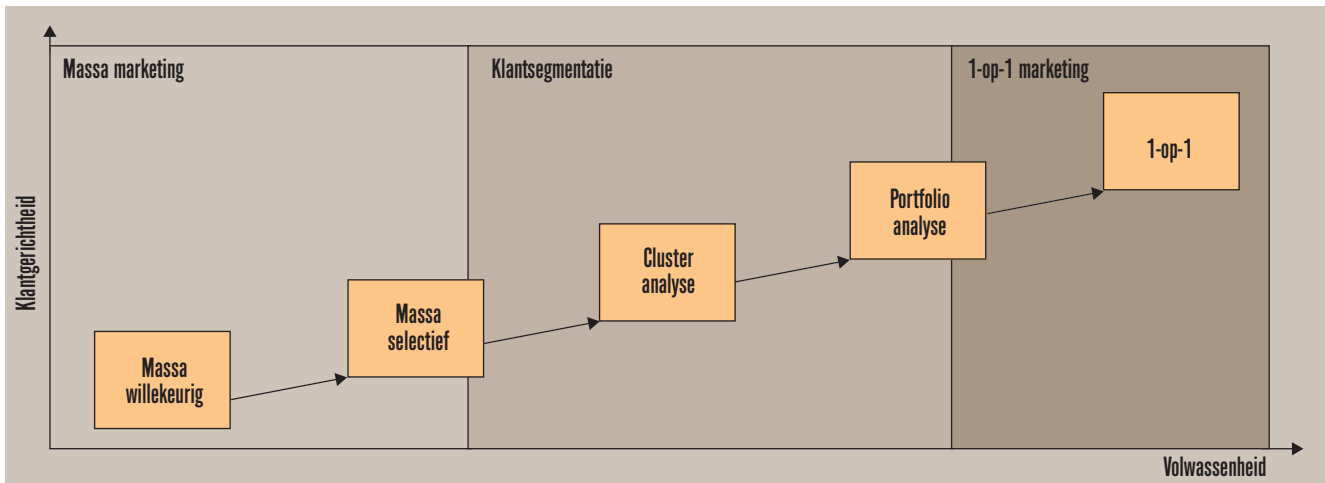 Massa marketing
Klantsegmentatie
1-op-1 marketing
1-op-1
Portfolio
analyse
Cluster
analyse
Massa
selectief
Massa
willekeurig
Klantgerichtheid
Volwassenheid